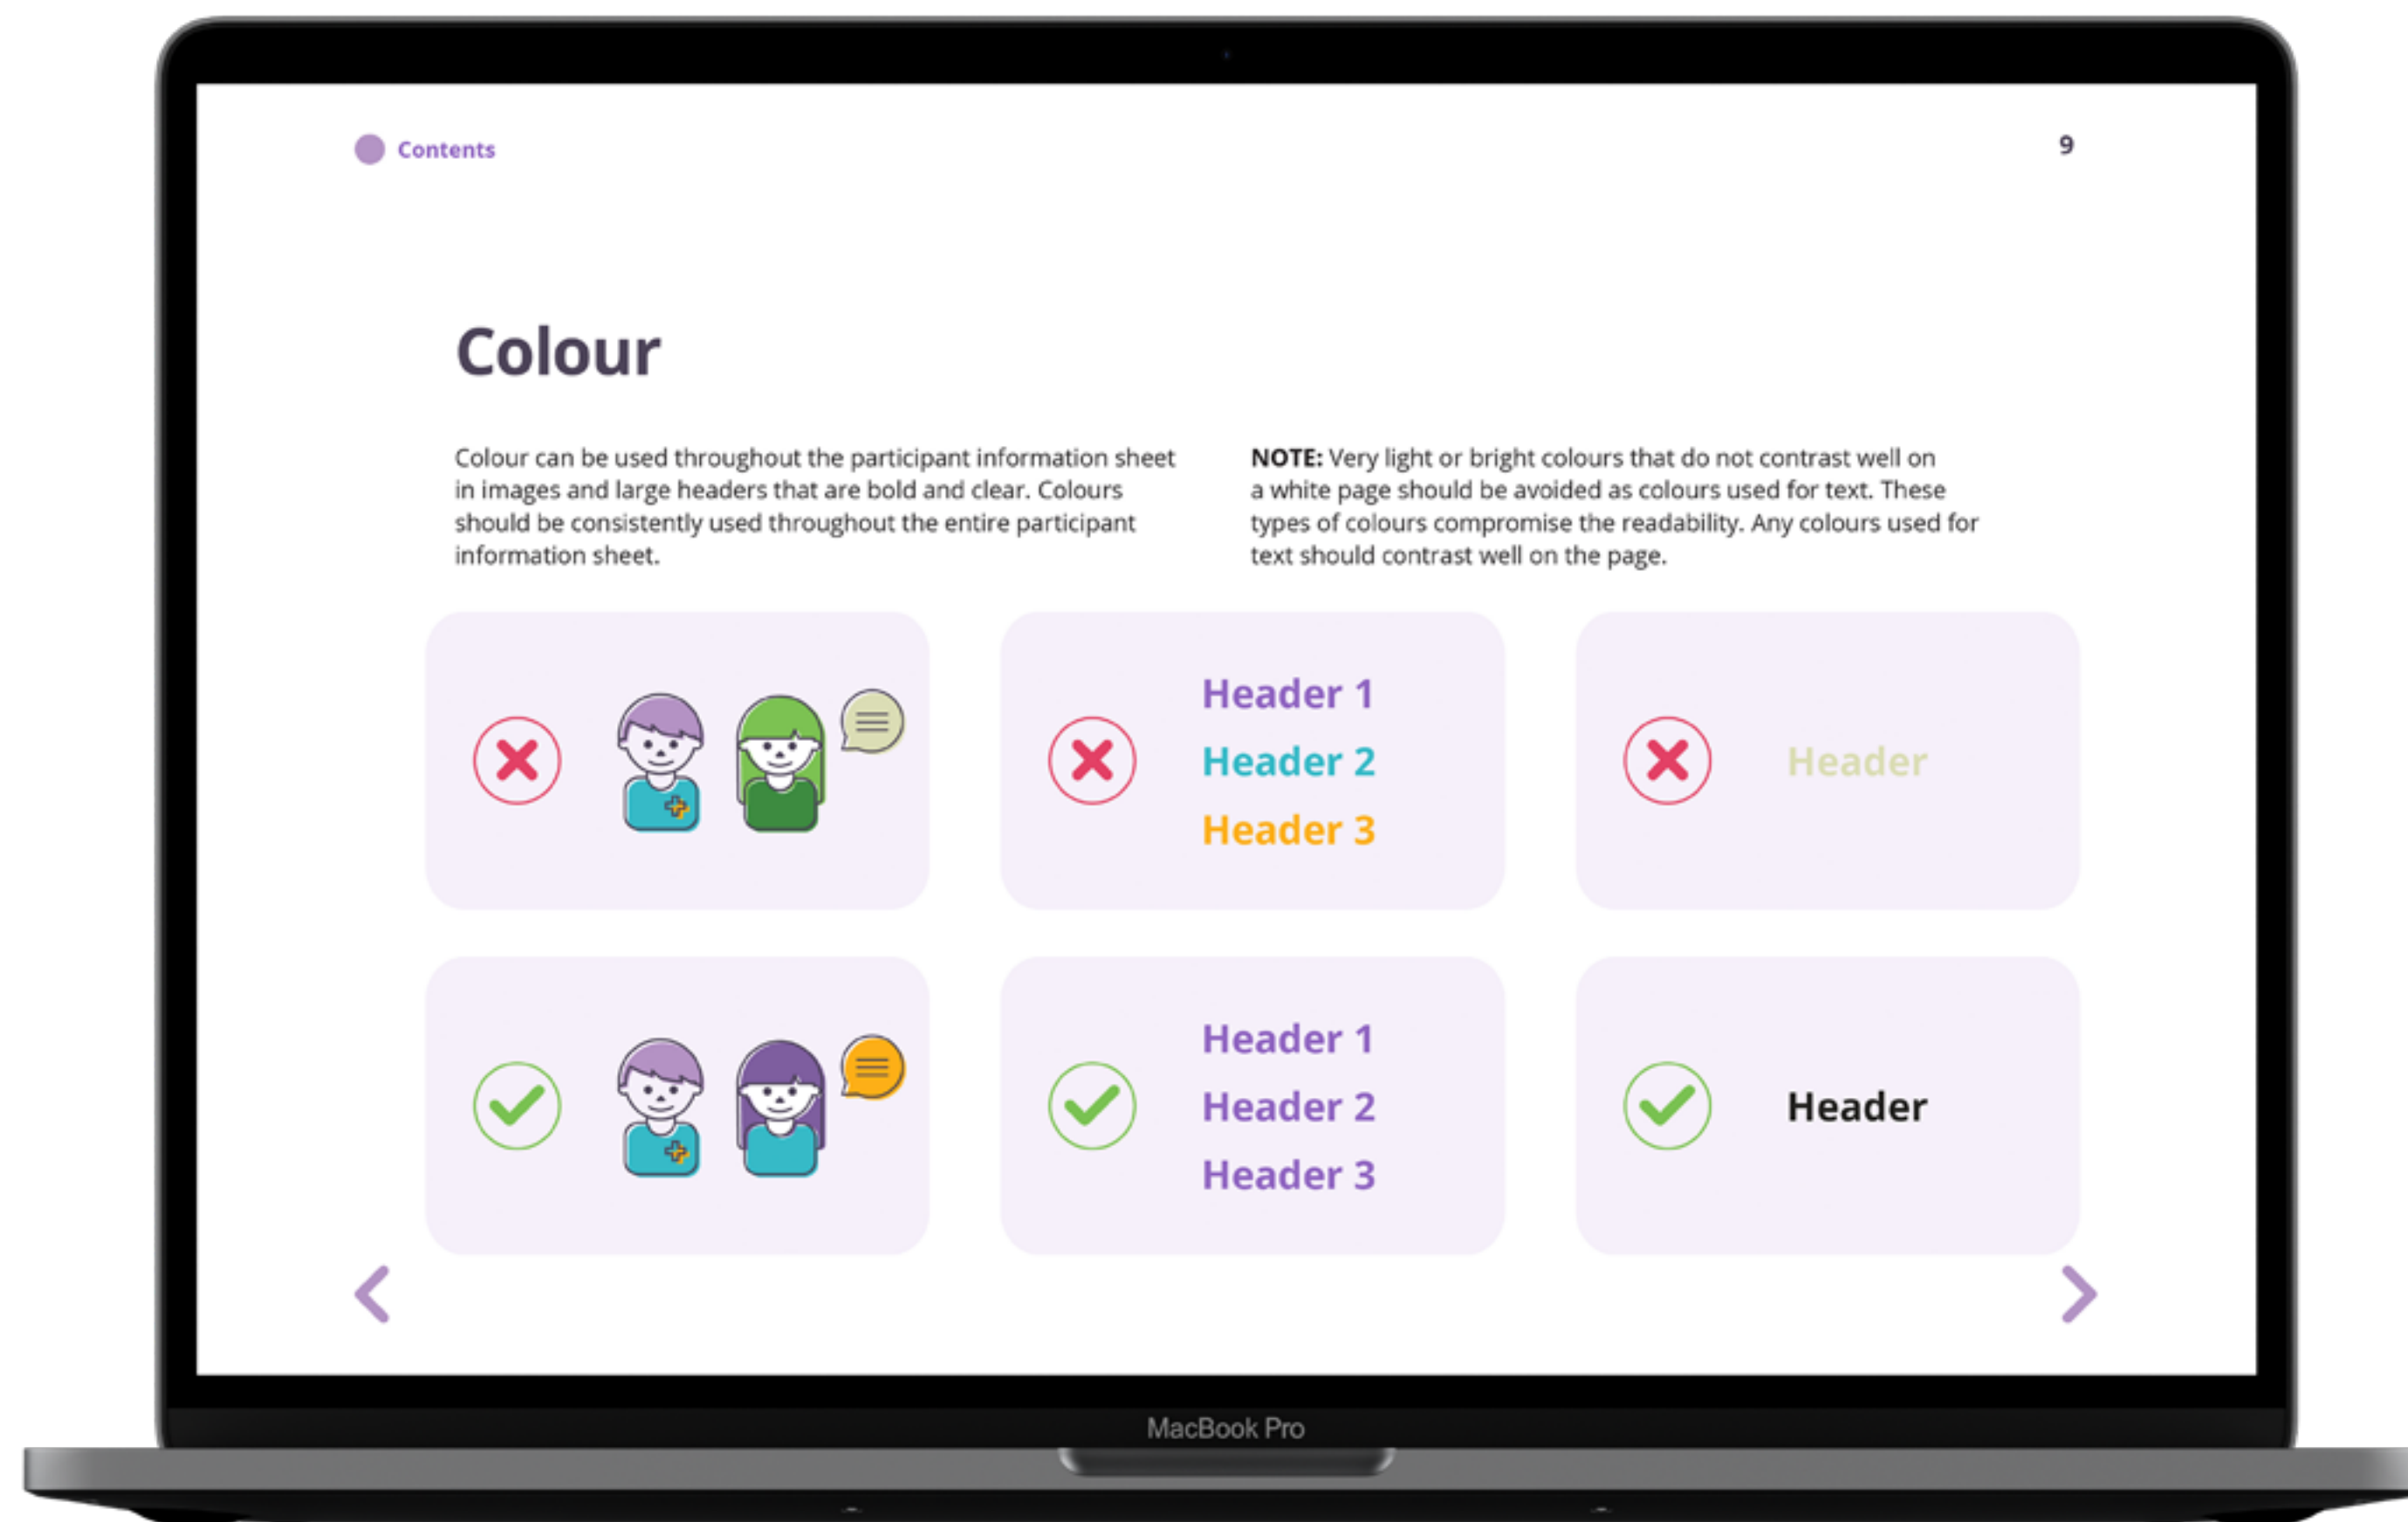 Contents
9
Colour
Colour can be used throughout the participant information sheet
in images and large headers that are bold and clear. Colours
should be consistently used throughout the entire participant
information sheet.
NOTE: Very light or bright colours that do not contrast well on
a white page should be avoided as colours used for text. These
types of colours compromise the readability. Any colours used for
text should contrast well on the page.
Header 1
Header 2
Header 3
Header
Header 1
Header 2
Header 3
Header
MacBook Pro